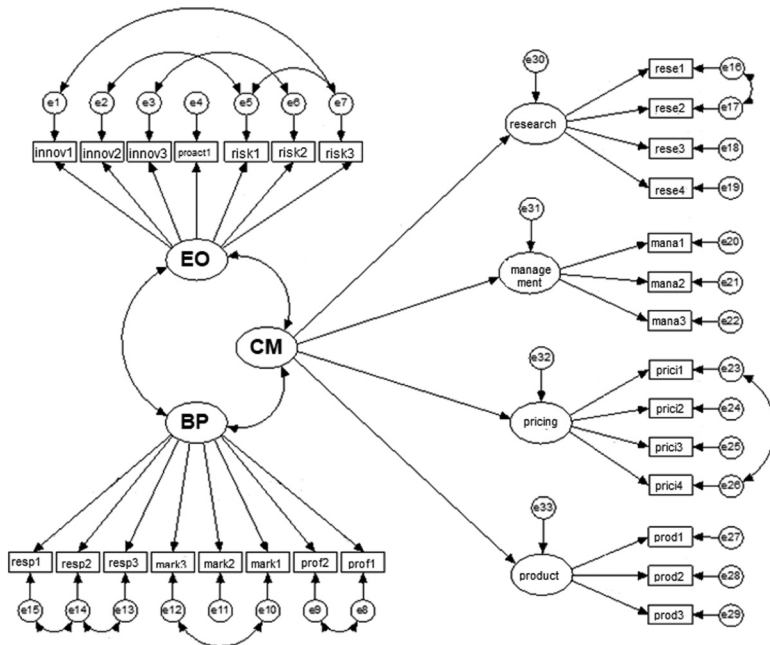 e1 e2 e3 e4 e5 e6 e7
innov1 innov2 innov3 proact1 risk1 risk2 risk3
EO
CM
BP
resp1 resp2 resp3 mark3 mark2 mark1 prof2 prof1
e15 e14 e13 e12 e11 e10 e9 e8
e30
research
rese1 e16
rese2 e17
rese3 e18
rese4 e19
e31
manage
ment
mana1 e20
mana2 e21
mana3 e22
e32
pricing
prici1 e23
prici2 e24
prici3 e25
prici4 e26
e33
product
prod1 e27
prod2 e28
prod3 e29